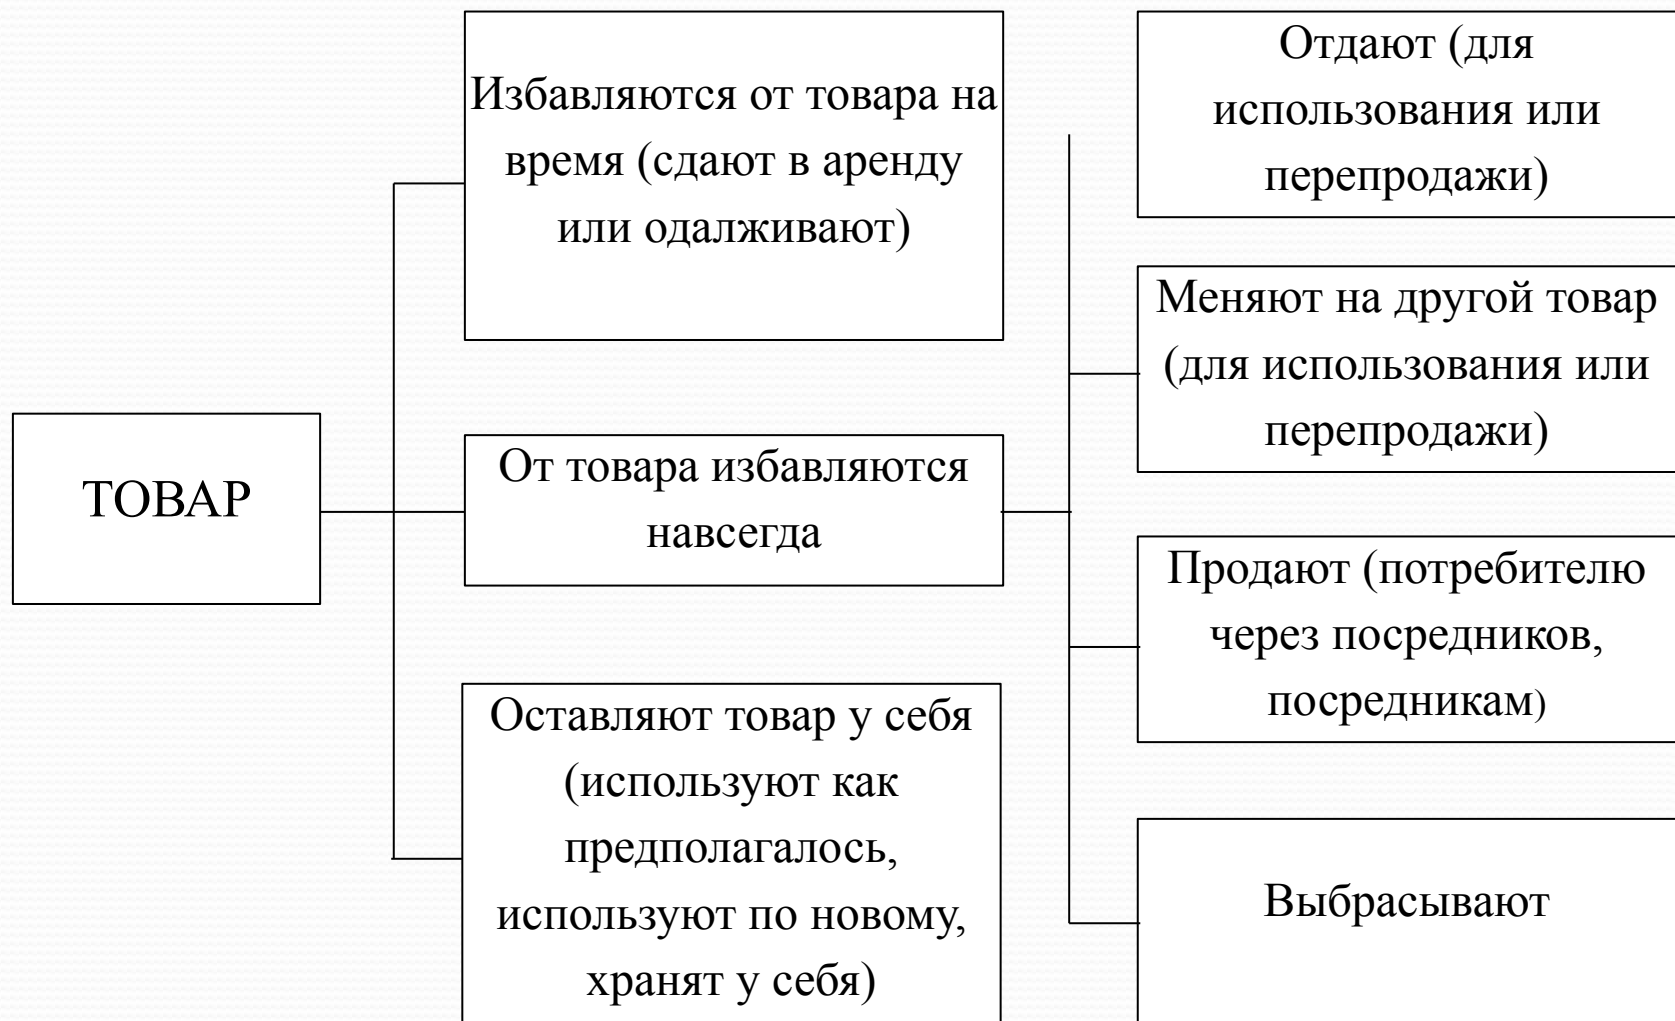 ТОВАР
Избавляются от товара на
время (сдают в аренду
или одалживают)
От товара избавляются
навсегда
Оставляют товар у себя
(используют как
предполагалось,
используют по новому,
хранят у себя)
Отдают (для
использования или
перепродажи)
Меняют на другой товар
(для использования или
перепродажи)
Продают (потребителю
через посредников,
посредникам)
Выбрасывают